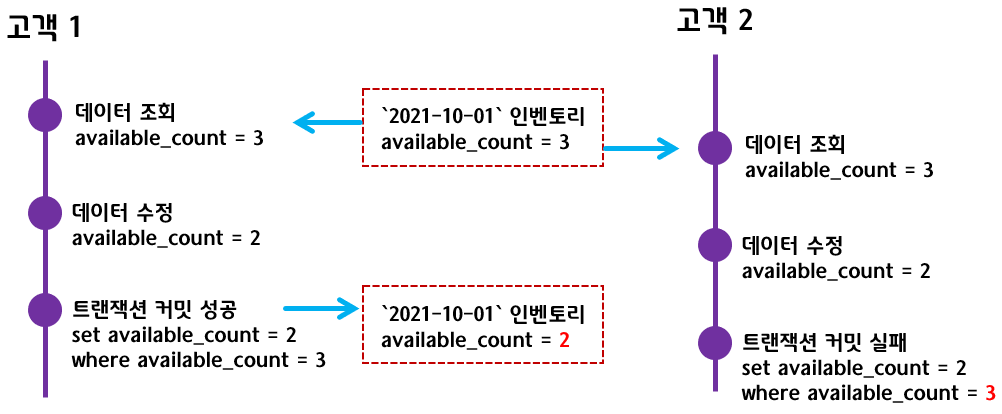 고객 1
데이터 조회
available_count = 3
데이터 수정
available_count = 2
트랜잭션 커밋 성공
set available_count = 2
where available_count = 3
`2021-10-01` 인벤토리
available_count = 3
`2021-10-01` 인벤토리
available_count = 2
고객 2
데이터 조회
available_count = 3
데이터 수정
available_count = 2
트랜잭션 커밋 실패
set available_count = 2
where available_count = 3